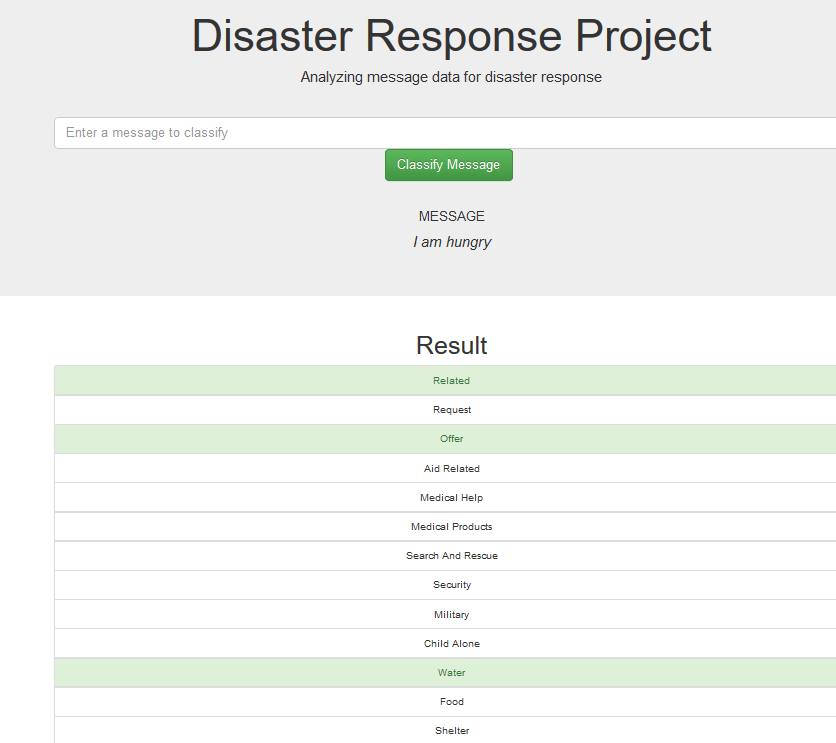 Disaster Response Project
Analyzing message data for disaster response
Enter a message to classify
Classify Message
MESSAGE
I am hungry
Result
Related
Request
Offer
Aid Related
Medical Help
Medical Products
Search And Rescue
Security
Military
Child Alone
Water
Food
Shelter